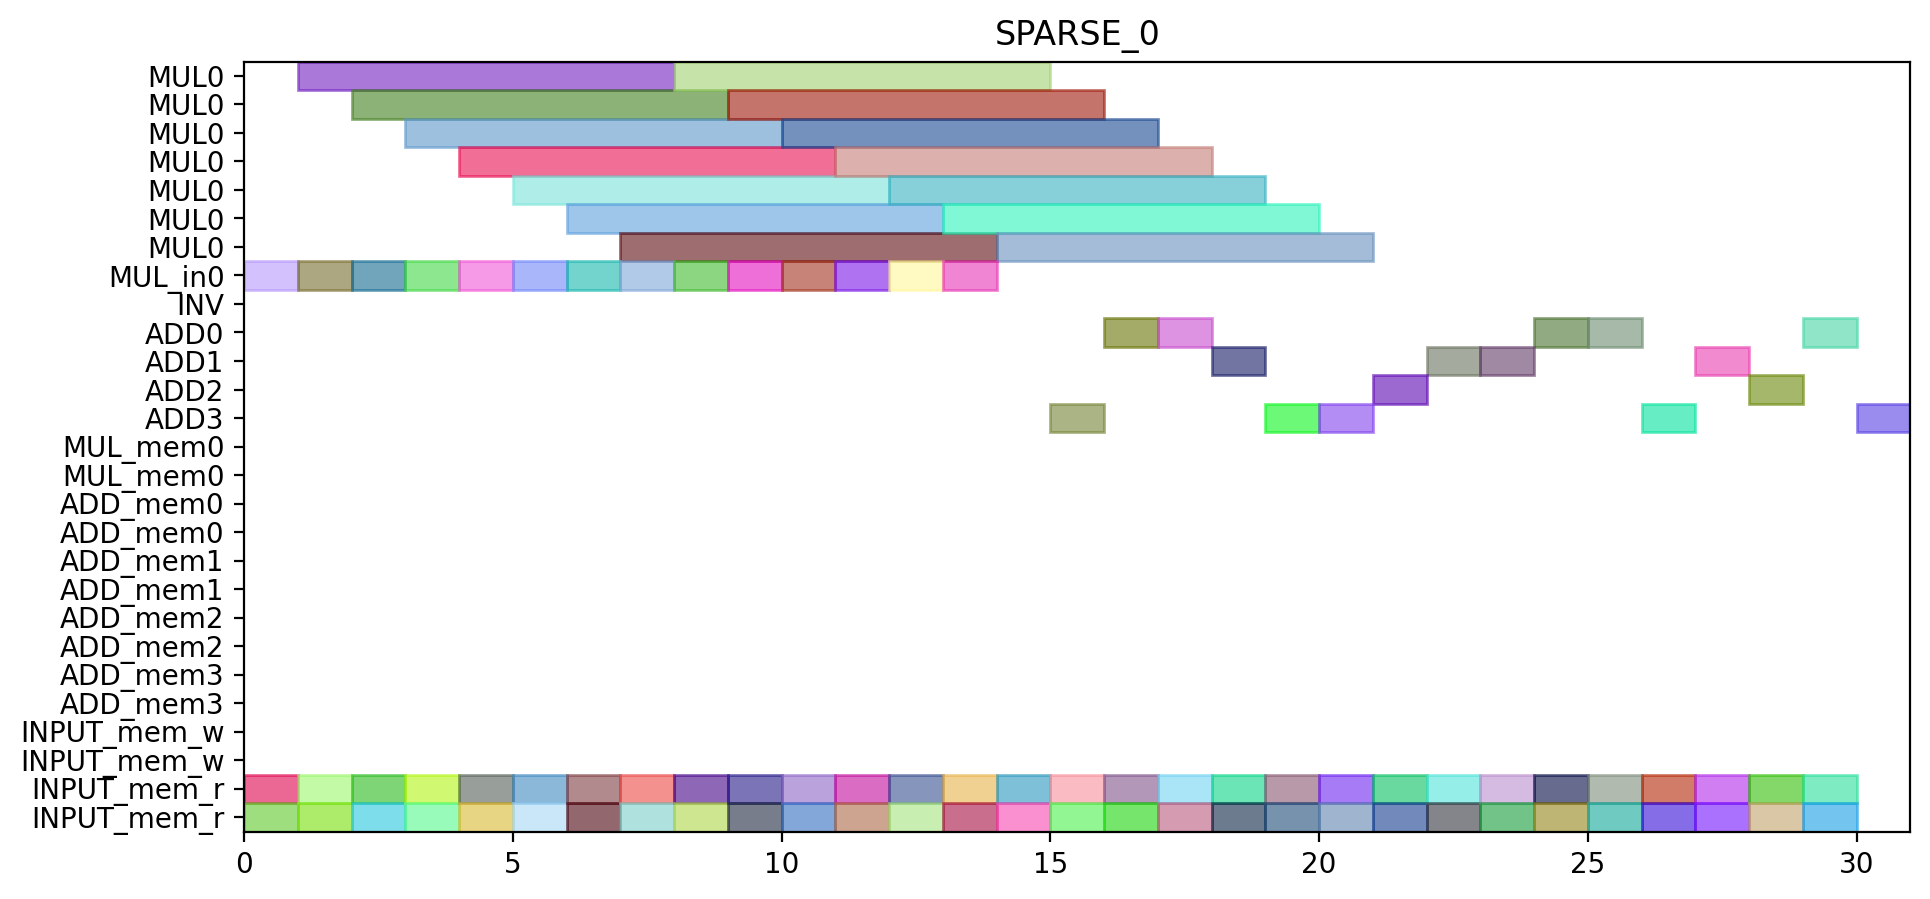 SPARSE_0
MUL0
MUL0
MUL0
MUL0
MUL0
MUL0
MUL0
MUL_in0
INV
ADD0
ADD1
ADD2
ADD3
MUL_mem0
MUL_mem0
ADD_mem0
ADD_mem0
ADD_mem1
ADD_mem1
ADD_mem2
ADD_mem2
ADD_mem3
ADD_mem3
INPUT_mem_w
INPUT_mem_w
INPUT_mem_r
INPUT_mem_r
0 5 10 15 20 25 30